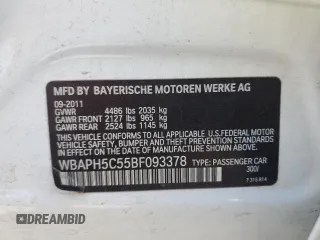 MFD BY BAYERISCHE MOTOREN WERKE AG
09-2011
GVWR 4486 lbs 2035 kg
GAWR FRONT 2127 lbs 965 kg
GAWR REAR 2524 lbs 1145 kg
THIS VEHICLE CONFORMS TO ALL APPLICABLE
U.S.FEDERAL MOTOR VEHICLE SAFETY,
BUMPER AND THEFT PREVENTION STANDARDS
IN EFFECT ON THE DATE OF
MANUFACTURE SHOWN ABOVE.
WBAPH5C55BF093378 TYPE: PASSENGER CAR
300/
AUTOBIDMASTER